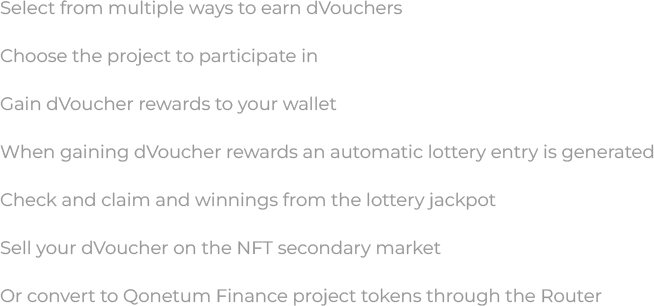 Select from multiple ways to earn dVouchers
Choose the project to participate in
Gain dVoucher rewards to your wallet
When gaining dVoucher rewards an automatic lottery entry is generated
Check and claim and winnings from the lottery jackpot
Sell your dVoucher on the NFT secondary market
Or convert to Qonetum Finance project tokens through the Router